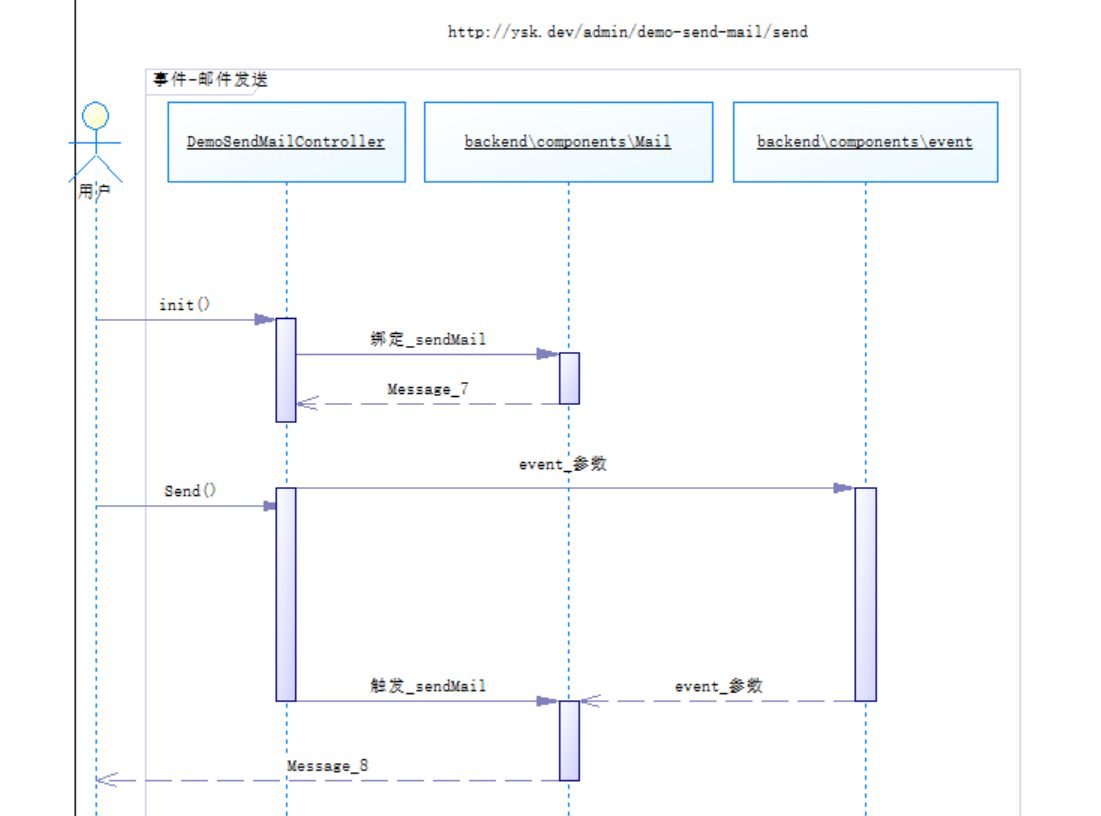 http://ysk.dev/admin/demo-send-mail/send
事件-邮件发送
DemoSendMailController
backend\components\Mail
backend\components\event
用户
init()
绑定_sendMail
Message_7
event_参数
Send()
触发_sendMail
event_参数
Message_8